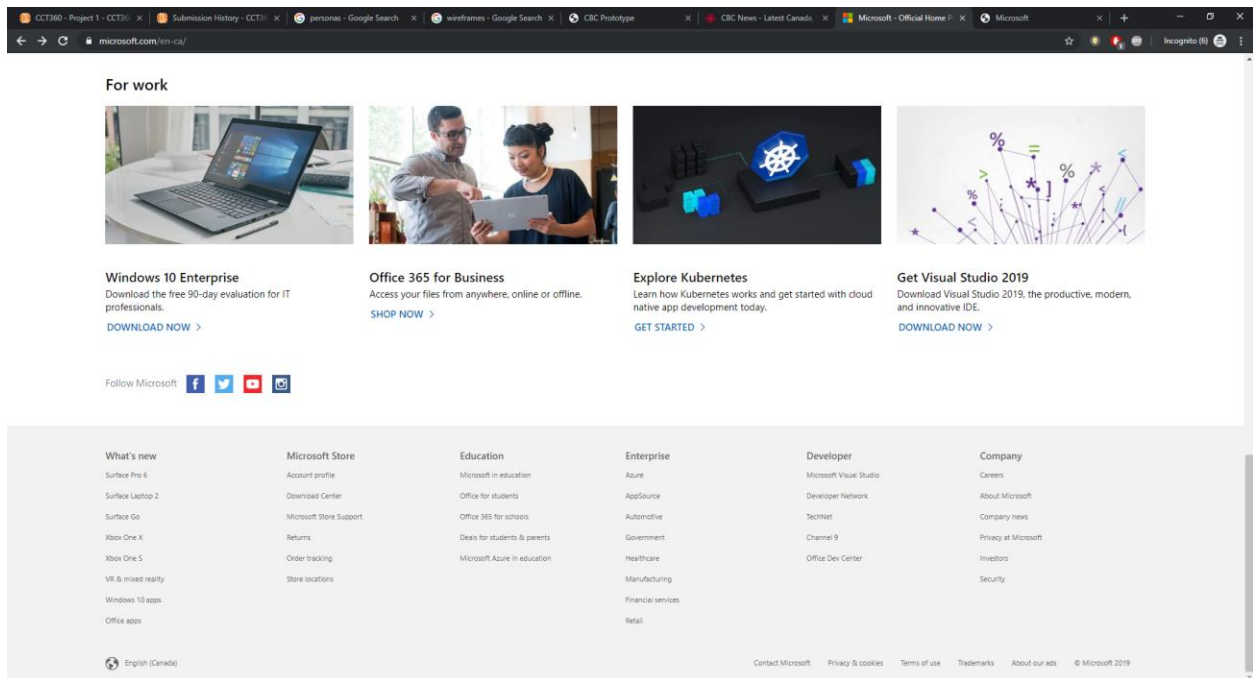 CCT360 - Project 1 - CCT36
Submission History - CCT3
personas - Google Search
wireframes - Google Search
CBC Prototype
CBC News - Latest Canada,
Microsoft - Official Home P
Microsoft
microsoft.com/en-ca/
Incognito (6)
For work
Windows 10 Enterprise
Download the free 90-day evaluation for IT
professionals.
DOWNLOAD NOW >
Office 365 for Business
Access your files from anywhere, online or offline.
SHOP NOW >
Explore Kubernetes
Learn how Kubernetes works and get started with cloud
native app development today.
GET STARTED >
Get Visual Studio 2019
Download Visual Studio 2019, the productive, modern,
and innovative IDE.
DOWNLOAD NOW >
Follow Microsoft
What's new
Surface Pro 6
Surface Laptop 2
Surface Go
Xbox One X
Xbox One S
VR & mixed reality
Windows 10 apps
Office apps
Microsoft Store
Account profile
Download Center
Microsoft Store Support
Returns
Order tracking
Store locations
Education
Microsoft in education
Office for students
Office 365 for schools
Deals for students & parents
Microsoft Azure in education
Enterprise
Azure
AppSource
Automotive
Government
Healthcare
Manufacturing
Financial services
Retail
Developer
Microsoft Visual Studio
Developer Network
TechNet
Channel 9
Office Dev Center
Company
Careers
About Microsoft
Company news
Privacy at Microsoft
Investors
Security
English (Canada)
Contact Microsoft Privacy & cookies Terms of use Trademarks About our ads © Microsoft 2019